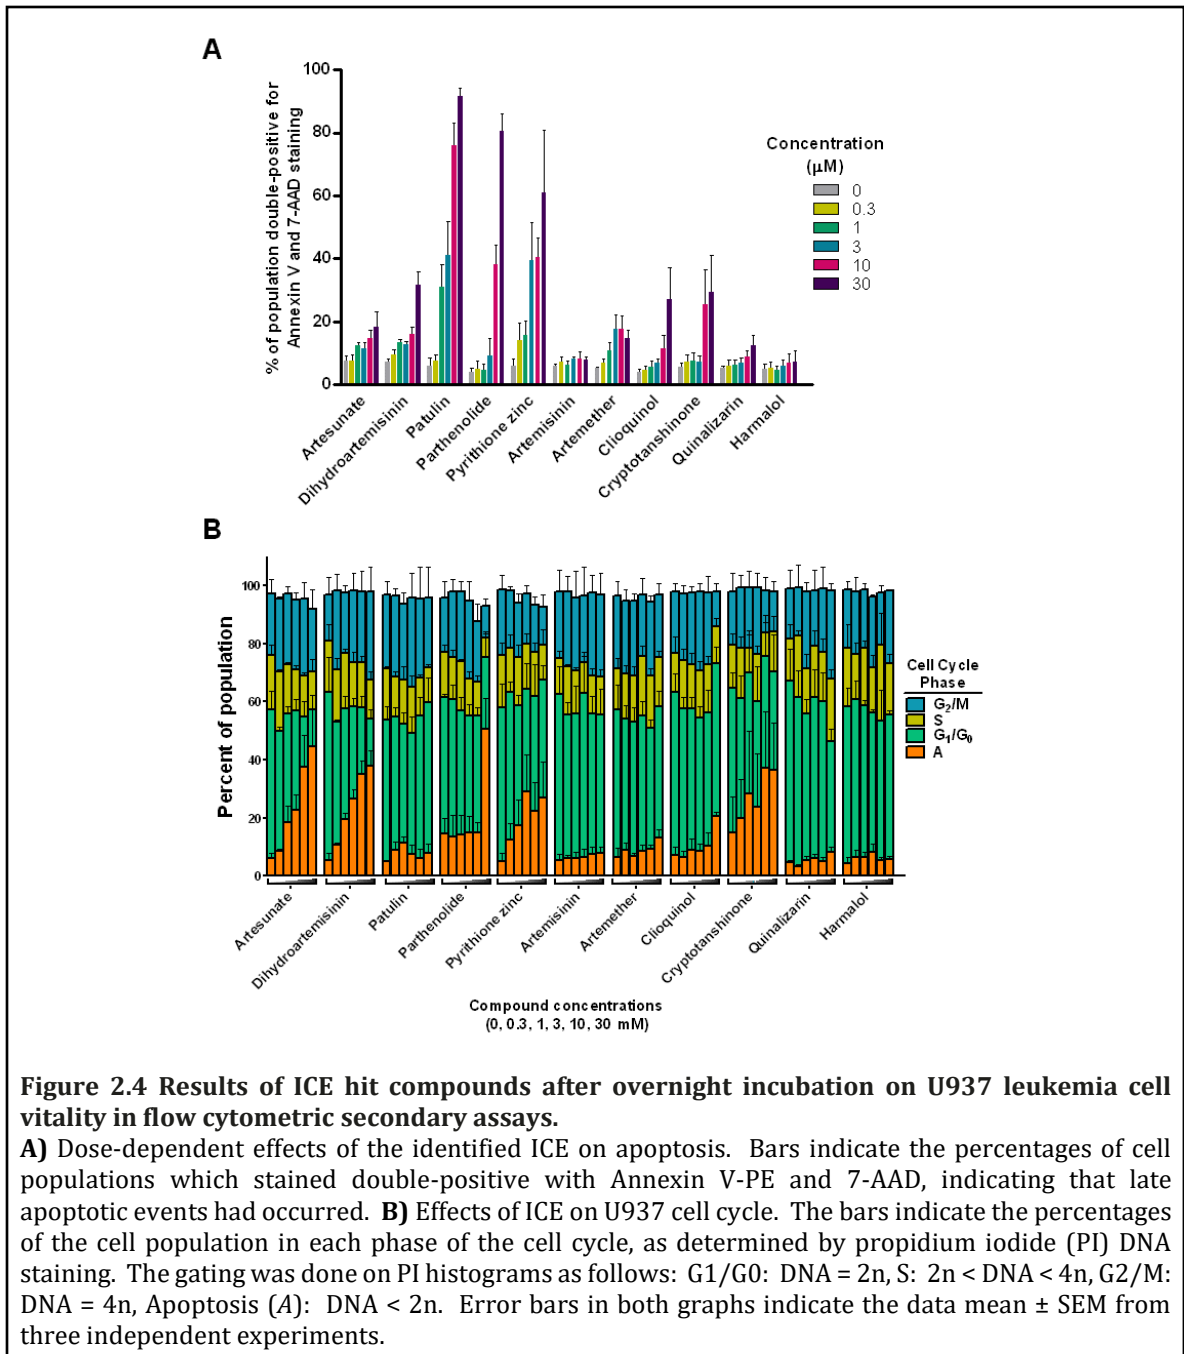 A
% of population double-positive for
Annexin V and 7-AAD staining
100
80
60
40
20
0
Concentration
(µM)
0
0.3
1
3
10
30
Artesunate
Dihydroartemisinin
Patulin
Parthenolide
Pyrithione zinc
Artemisinin
Artemether
Clioquinol
Cryptotanshinone
Quinalizarin
Harmalol
B
Percent of population
100
80
60
40
20
0
Cell Cycle
Phase
G₂/M
S
G₁/G₀
A
Artesunate
Dihydroartemisinin
Patulin
Parthenolide
Pyrithione zinc
Artemisinin
Artemether
Clioquinol
Cryptotanshinone
Quinalizarin
Harmalol
Compound concentrations
(0, 0.3, 1, 3, 10, 30 mM)
Figure 2.4 Results of ICE hit compounds after overnight incubation on U937 leukemia cell
vitality in flow cytometric secondary assays.
A) Dose-dependent effects of the identified ICE on apoptosis. Bars indicate the percentages of cell
populations which stained double-positive with Annexin V-PE and 7-AAD, indicating that late
apoptotic events had occurred. B) Effects of ICE on U937 cell cycle. The bars indicate the percentages
of the cell population in each phase of the cell cycle, as determined by propidium iodide (PI) DNA
staining. The gating was done on PI histograms as follows: G1/G0: DNA = 2n, S: 2n < DNA < 4n, G2/M:
DNA = 4n, Apoptosis (A): DNA < 2n. Error bars in both graphs indicate the data mean ± SEM from
three independent experiments.